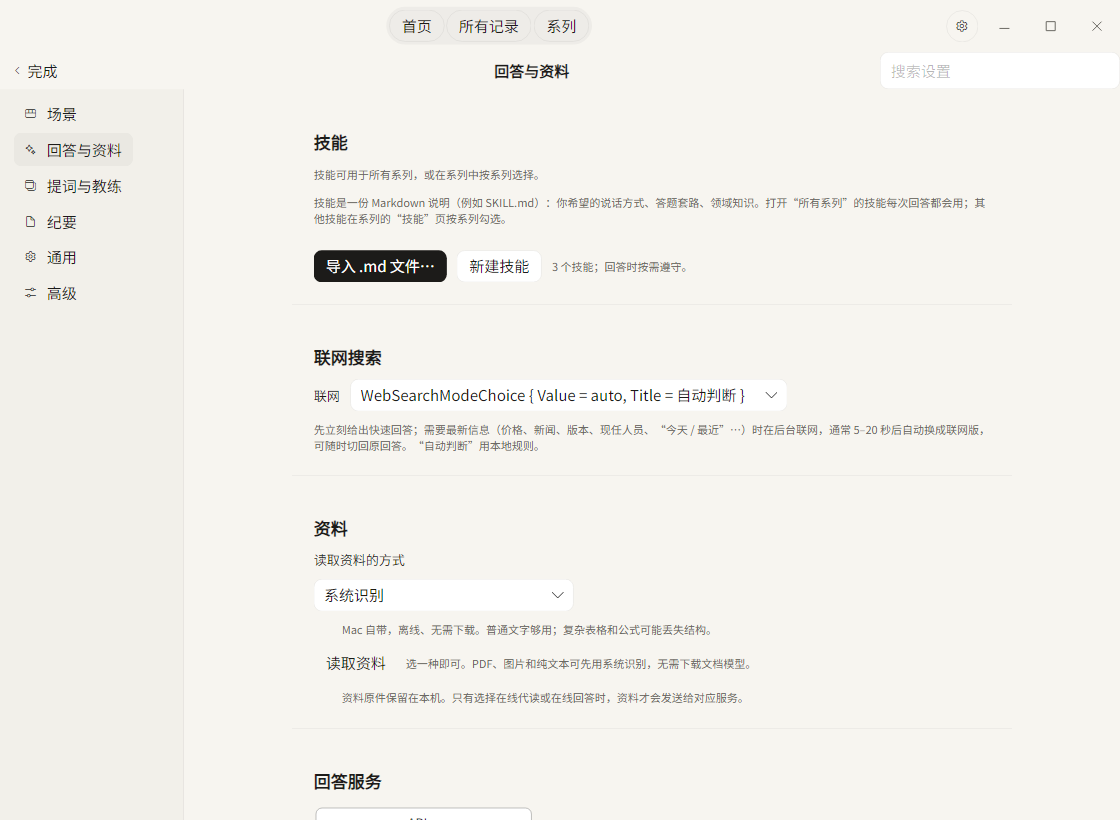 首页 所有记录 系列
完成
回答与资料
搜索设置
场景
回答与资料
提词与教练
纪要
通用
高级
技能
技能可用于所有系列，或在系列中按系列选择。
技能是一份 Markdown 说明（例如 SKILL.md）：你希望的说话方式、答题套路、领域知识。打开“所有系列”的技能每次回答都会用；其
他技能在系列的“技能”页按系列勾选。
导入 .md 文件… 新建技能 3 个技能；回答时按需遵守。
联网搜索
联网 WebSearchModeChoice { Value = auto, Title = 自动判断 }
先立刻给出快速回答；需要最新信息（价格、新闻、版本、现任人员、“今天 / 最近”…）时在后台联网，通常 5–20 秒后自动换成联网版，
可随时切回原回答。“自动判断”用本地规则。
资料
读取资料的方式
系统识别
Mac 自带，离线、无需下载。普通文字够用；复杂表格和公式可能丢失结构。
读取资料 选一种即可。PDF、图片和纯文本可先用系统识别，无需下载文档模型。
资料原件保留在本机。只有选择在线代读或在线回答时，资料才会发送给对应服务。
回答服务